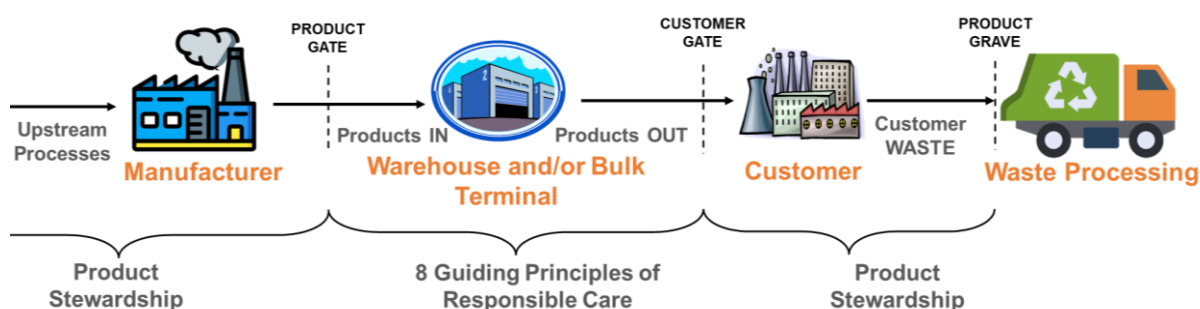 PRODUCT
GATE
CUSTOMER
GATE
PRODUCT
GRAVE
Upstream
Processes
Manufacturer
Products IN
Products OUT
Warehouse and/or Bulk
Terminal
Customer
Customer
WASTE
Waste Processing
Product
Stewardship
8 Guiding Principles of
Responsible Care
Product
Stewardship